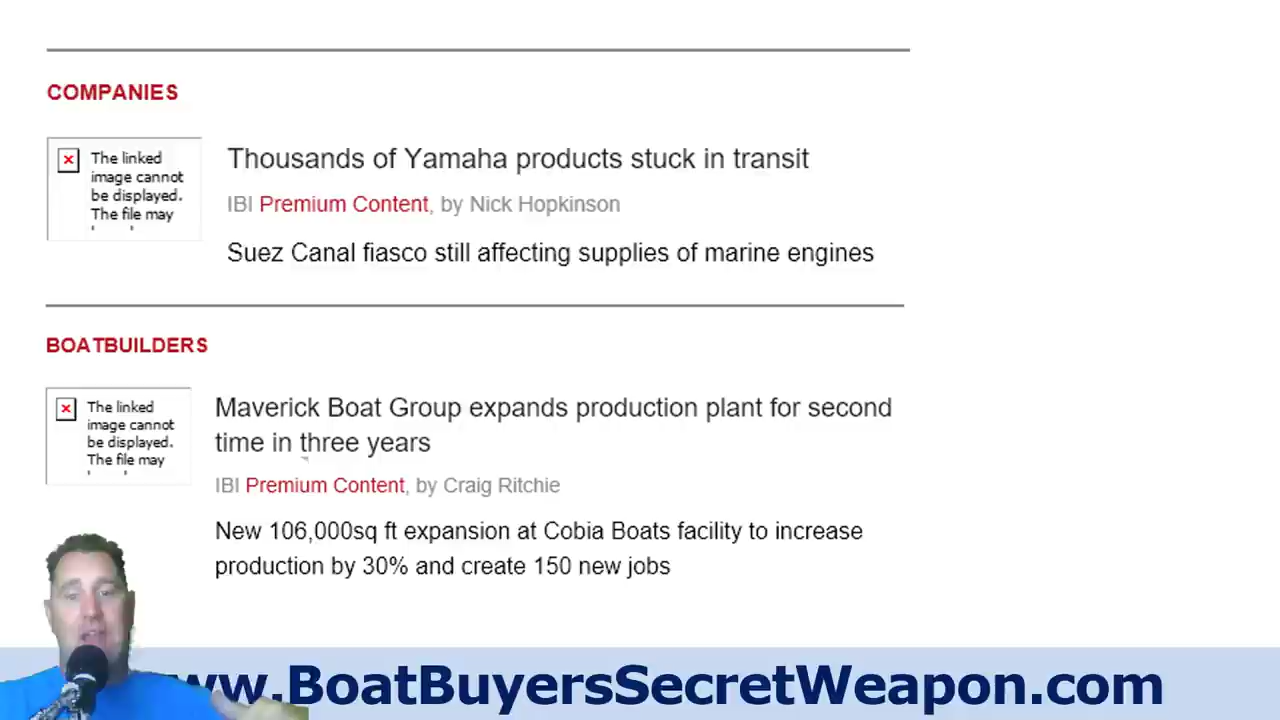 COMPANIES
The linked
image cannot
be displayed.
The file may
Thousands of Yamaha products stuck in transit
IBI Premium Content, by Nick Hopkinson
Suez Canal fiasco still affecting supplies of marine engines
BOATBUILDERS
The linked
image cannot
be displayed.
The file may
Maverick Boat Group expands production plant for second
time in three years
IBI Premium Content, by Craig Ritchie
New 106,000sq ft expansion at Cobia Boats facility to increase
production by 30% and create 150 new jobs
www.BoatBuyersSecretWeapon.com